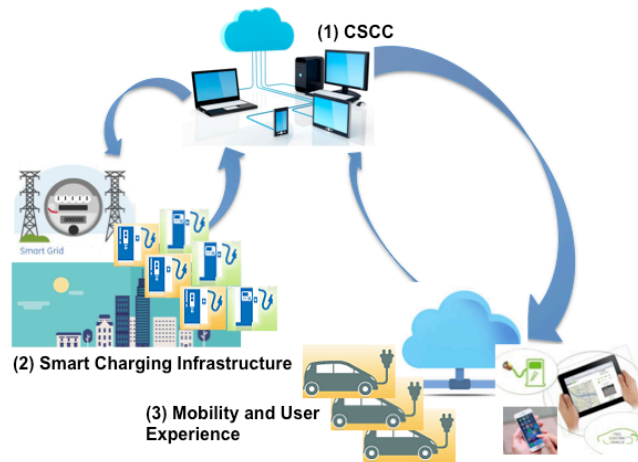 (1) CSCC
Smart Grid
(2) Smart Charging Infrastructure
(3) Mobility and User
Experience